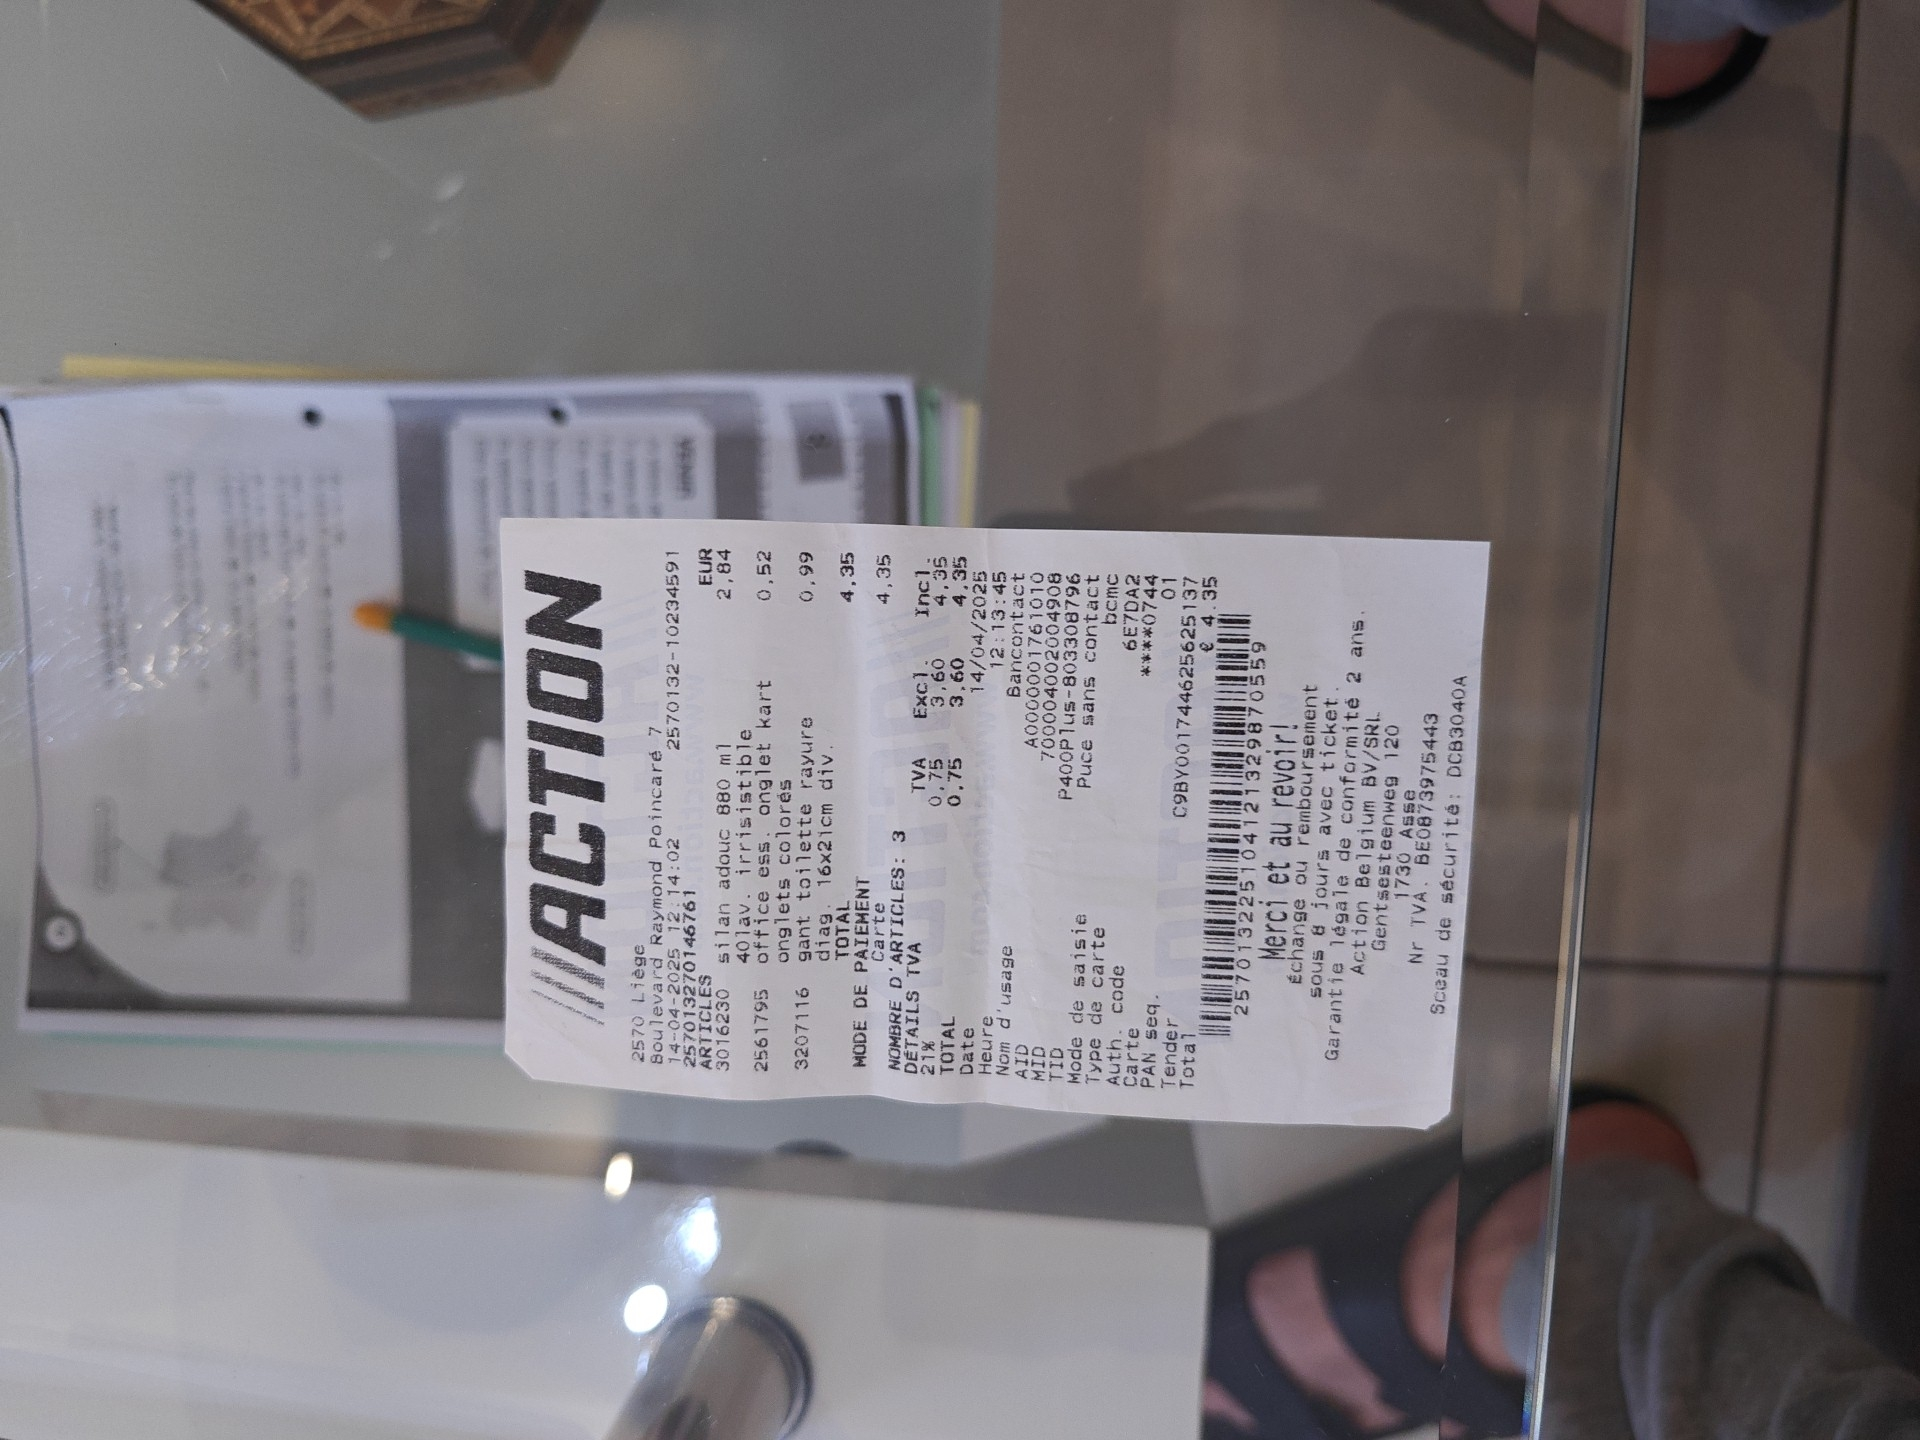 ///ACTION
2570 Liège
Boulevard Raymond Poincaré 7
14-04-2025 12:14:02 2570132-10234591
257013270146761
ARTICLES EUR
3016230 silan adouc 880 ml 2,84
40lav. irrisistible
2561795 office ess. onglet kart 0,52
onglets colorés
3207116 gant toilette rayure 0,99
diag. 16x21cm div.
TOTAL 4,35
MODE DE PAIEMENT
Carte 4,35
NOMBRE D'ARTICLES: 3
DÉTAILS TVA TVA Excl. Incl.
21% 0,75 3,60 4,35
TOTAL 0,75 3,60 4,35
Date 14/04/2025
Heure 12:13:45
Nom d'usage Bancontact
AID A0000001761010
MID 700004002004908
TID P400Plus-803308796
Mode de saisie Puce sans contact
Type de carte bcmc
Auth. code 6E7DA2
Carte ****0744
PAN seq. 01
Tender C9BY001744625625137
Total € 4.35
257013225104121329870559
Merci et au revoir!
Échange ou remboursement
sous 8 jours avec ticket.
Garantie légale de conformité 2 ans.
Action Belgium BV/SRL
Gentsesteenweg 120
1730 Asse
Nr TVA. BE0873975443
Sceau de sécurité: DCB3040A